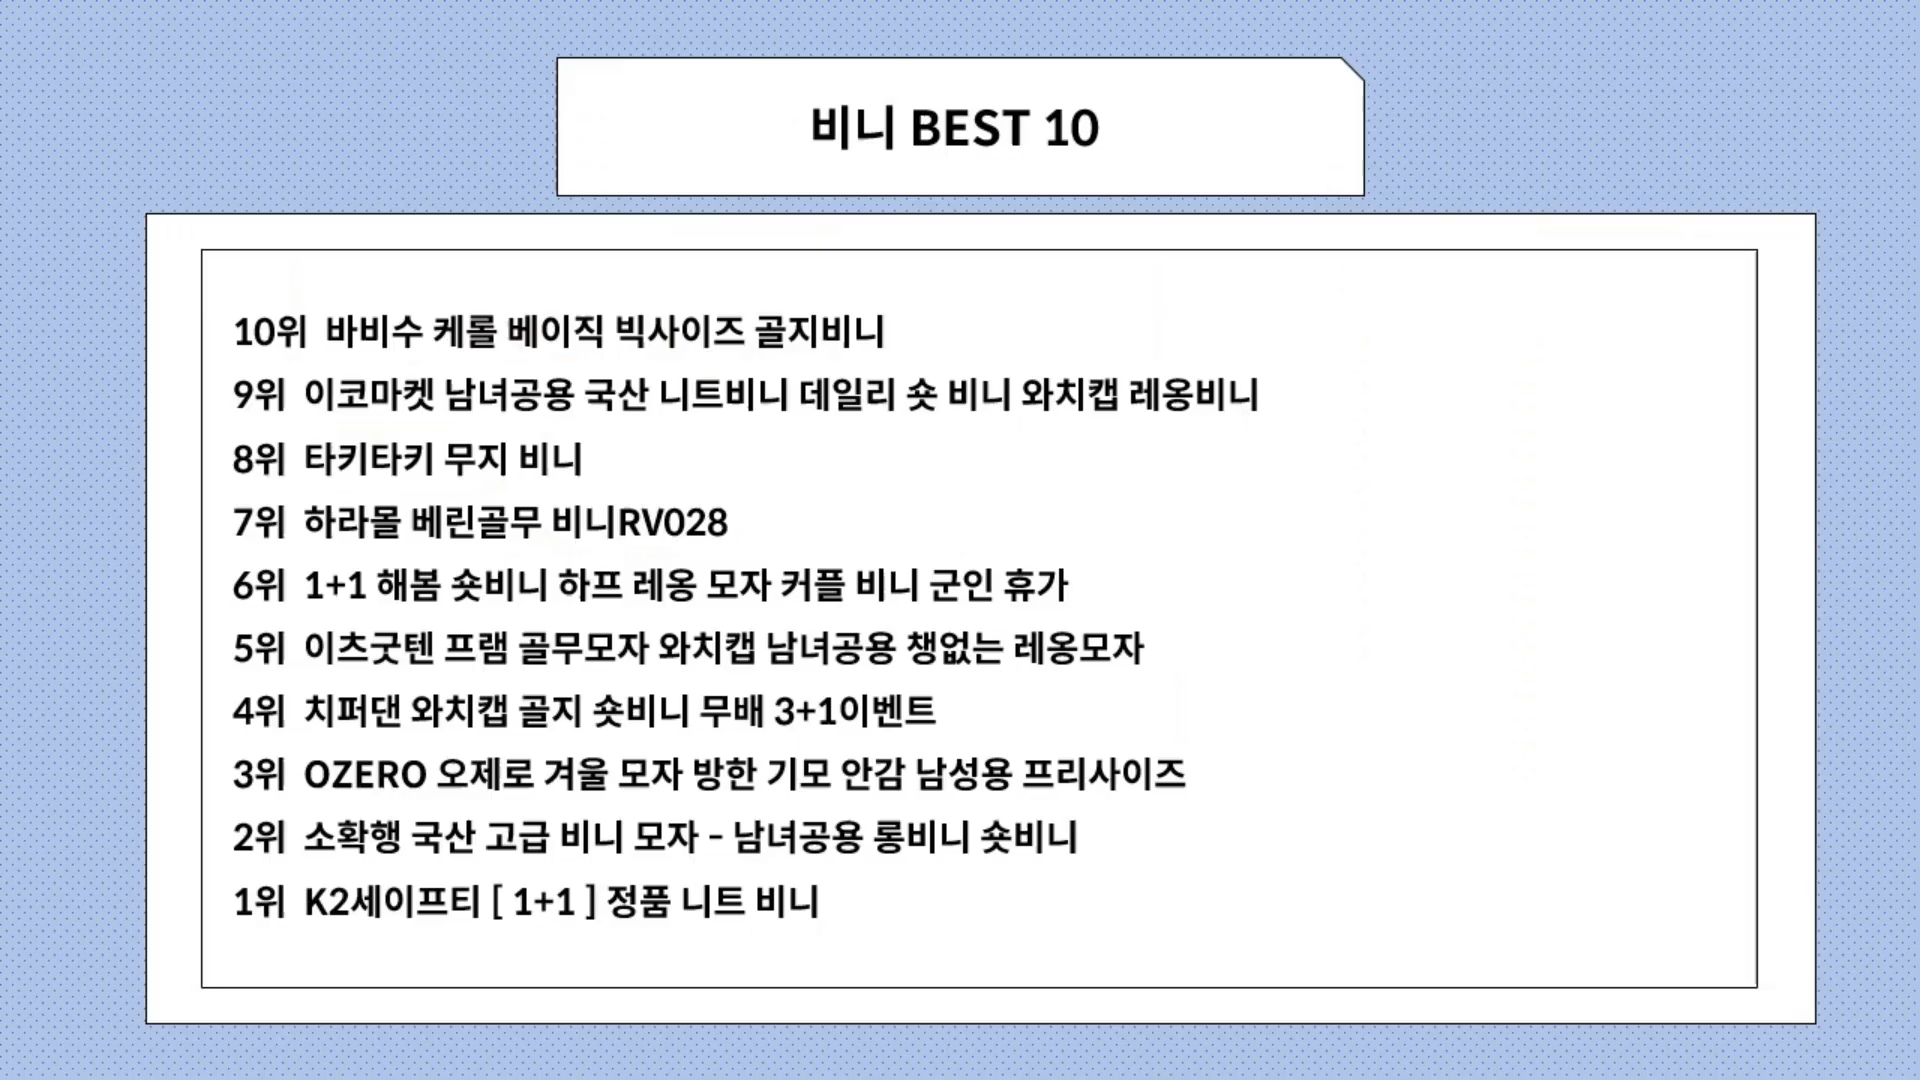 비니 BEST 10
10위 바비수 케롤 베이직 빅사이즈 골지비니
9위 이코마켓 남녀공용 국산 니트비니 데일리 숏 비니 와치캡 레옹비니
8위 타키타키 무지 비니
7위 하라몰 베린골무 비니RV028
6위 1+1 해봄 숏비니 하프 레옹 모자 커플 비니 군인 휴가
5위 이츠굿텐 프램 골무모자 와치캡 남녀공용 챙없는 레옹모자
4위 치퍼댄 와치캡 골지 숏비니 무배 3+1이벤트
3위 OZERO 오제로 겨울 모자 방한 기모 안감 남성용 프리사이즈
2위 소확행 국산 고급 비니 모자 - 남녀공용 롱비니 숏비니
1위 K2세이프티 [ 1+1 ] 정품 니트 비니